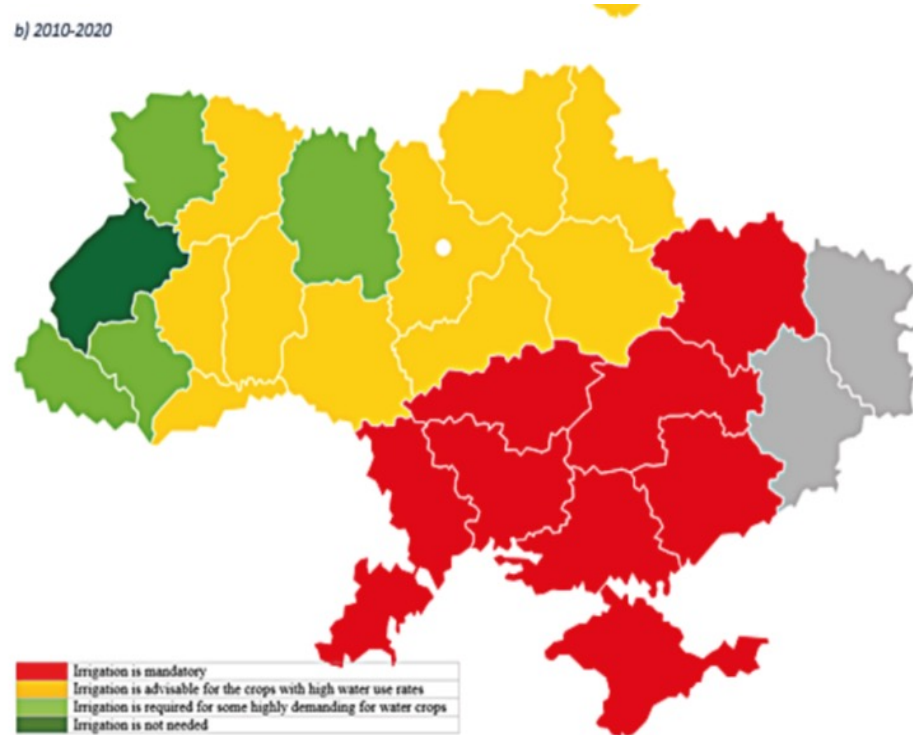 b) 2010-2020
Irrigation is mandatory
Irrigation is advisable for the crops with high water use rates
Irrigation is required for some highly demanding for water crops
Irrigation is not needed